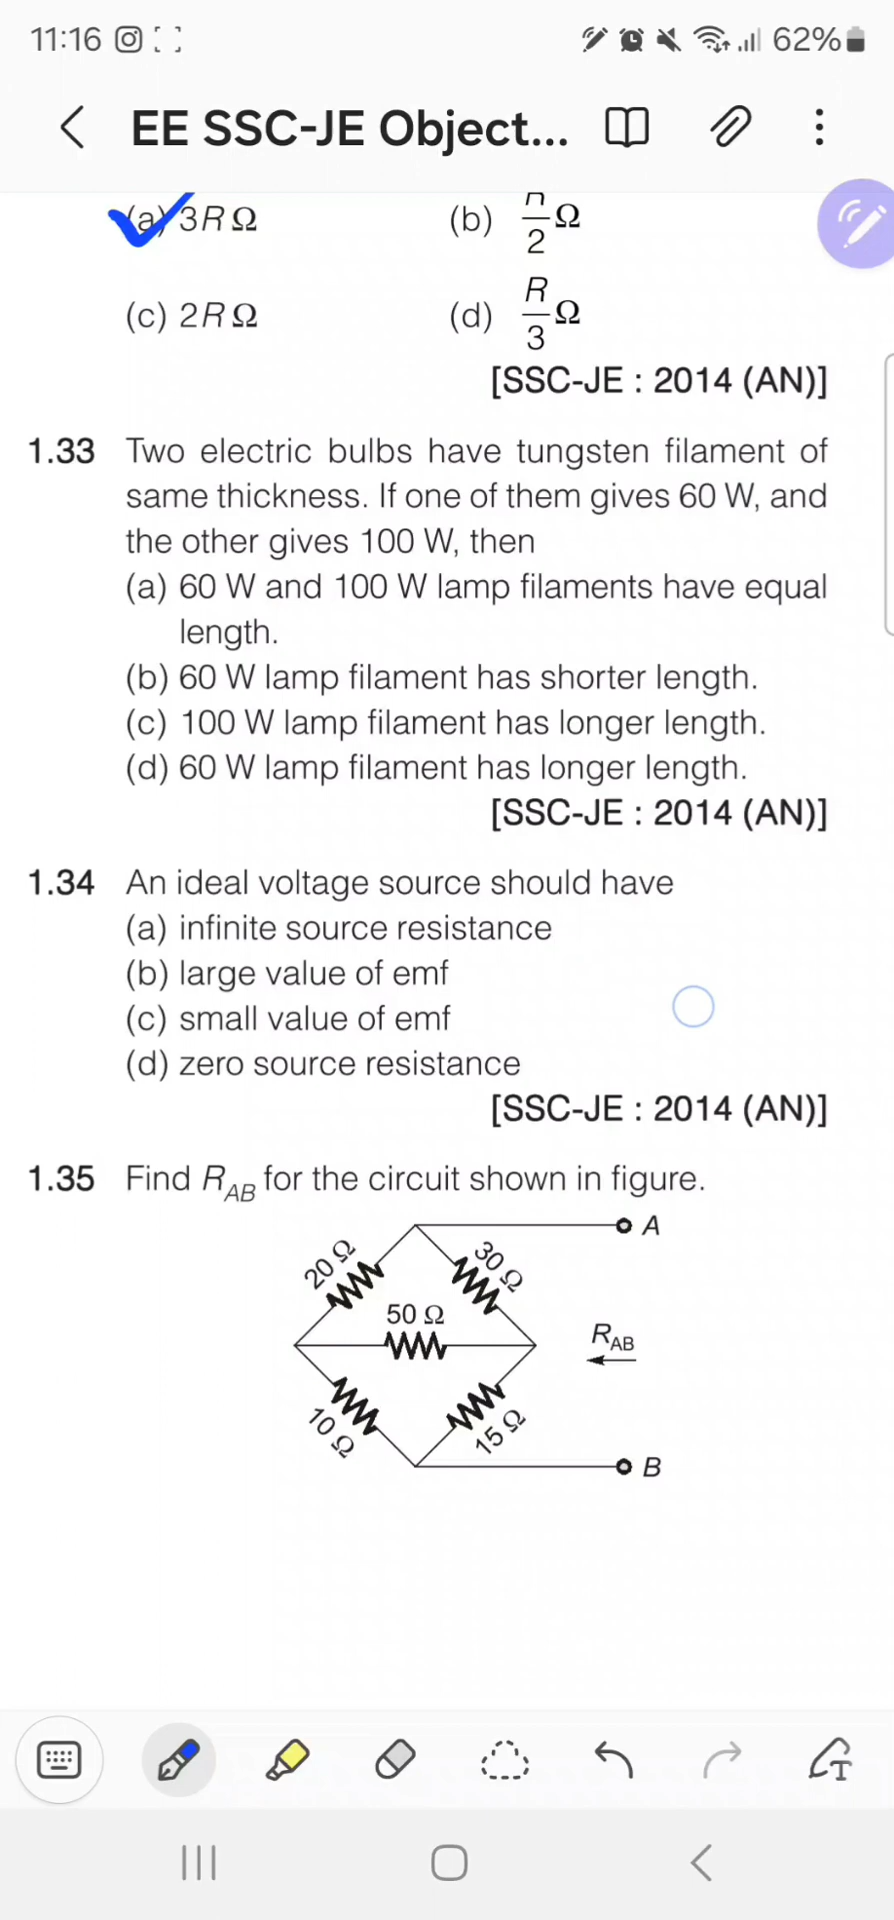 11:16 62%
EE SSC-JE Object...
(a) 3RΩ (b) /2 Ω
(c) 2RΩ (d) R/3 Ω
[SSC-JE : 2014 (AN)]
1.33 Two electric bulbs have tungsten filament of
same thickness. If one of them gives 60 W, and
the other gives 100 W, then
(a) 60 W and 100 W lamp filaments have equal
length.
(b) 60 W lamp filament has shorter length.
(c) 100 W lamp filament has longer length.
(d) 60 W lamp filament has longer length.
[SSC-JE : 2014 (AN)]
1.34 An ideal voltage source should have
(a) infinite source resistance
(b) large value of emf
(c) small value of emf
(d) zero source resistance
[SSC-JE : 2014 (AN)]
1.35 Find R_AB for the circuit shown in figure.
A
20 Ω 30 Ω
50 Ω
R_AB
10 Ω 15 Ω
B
T